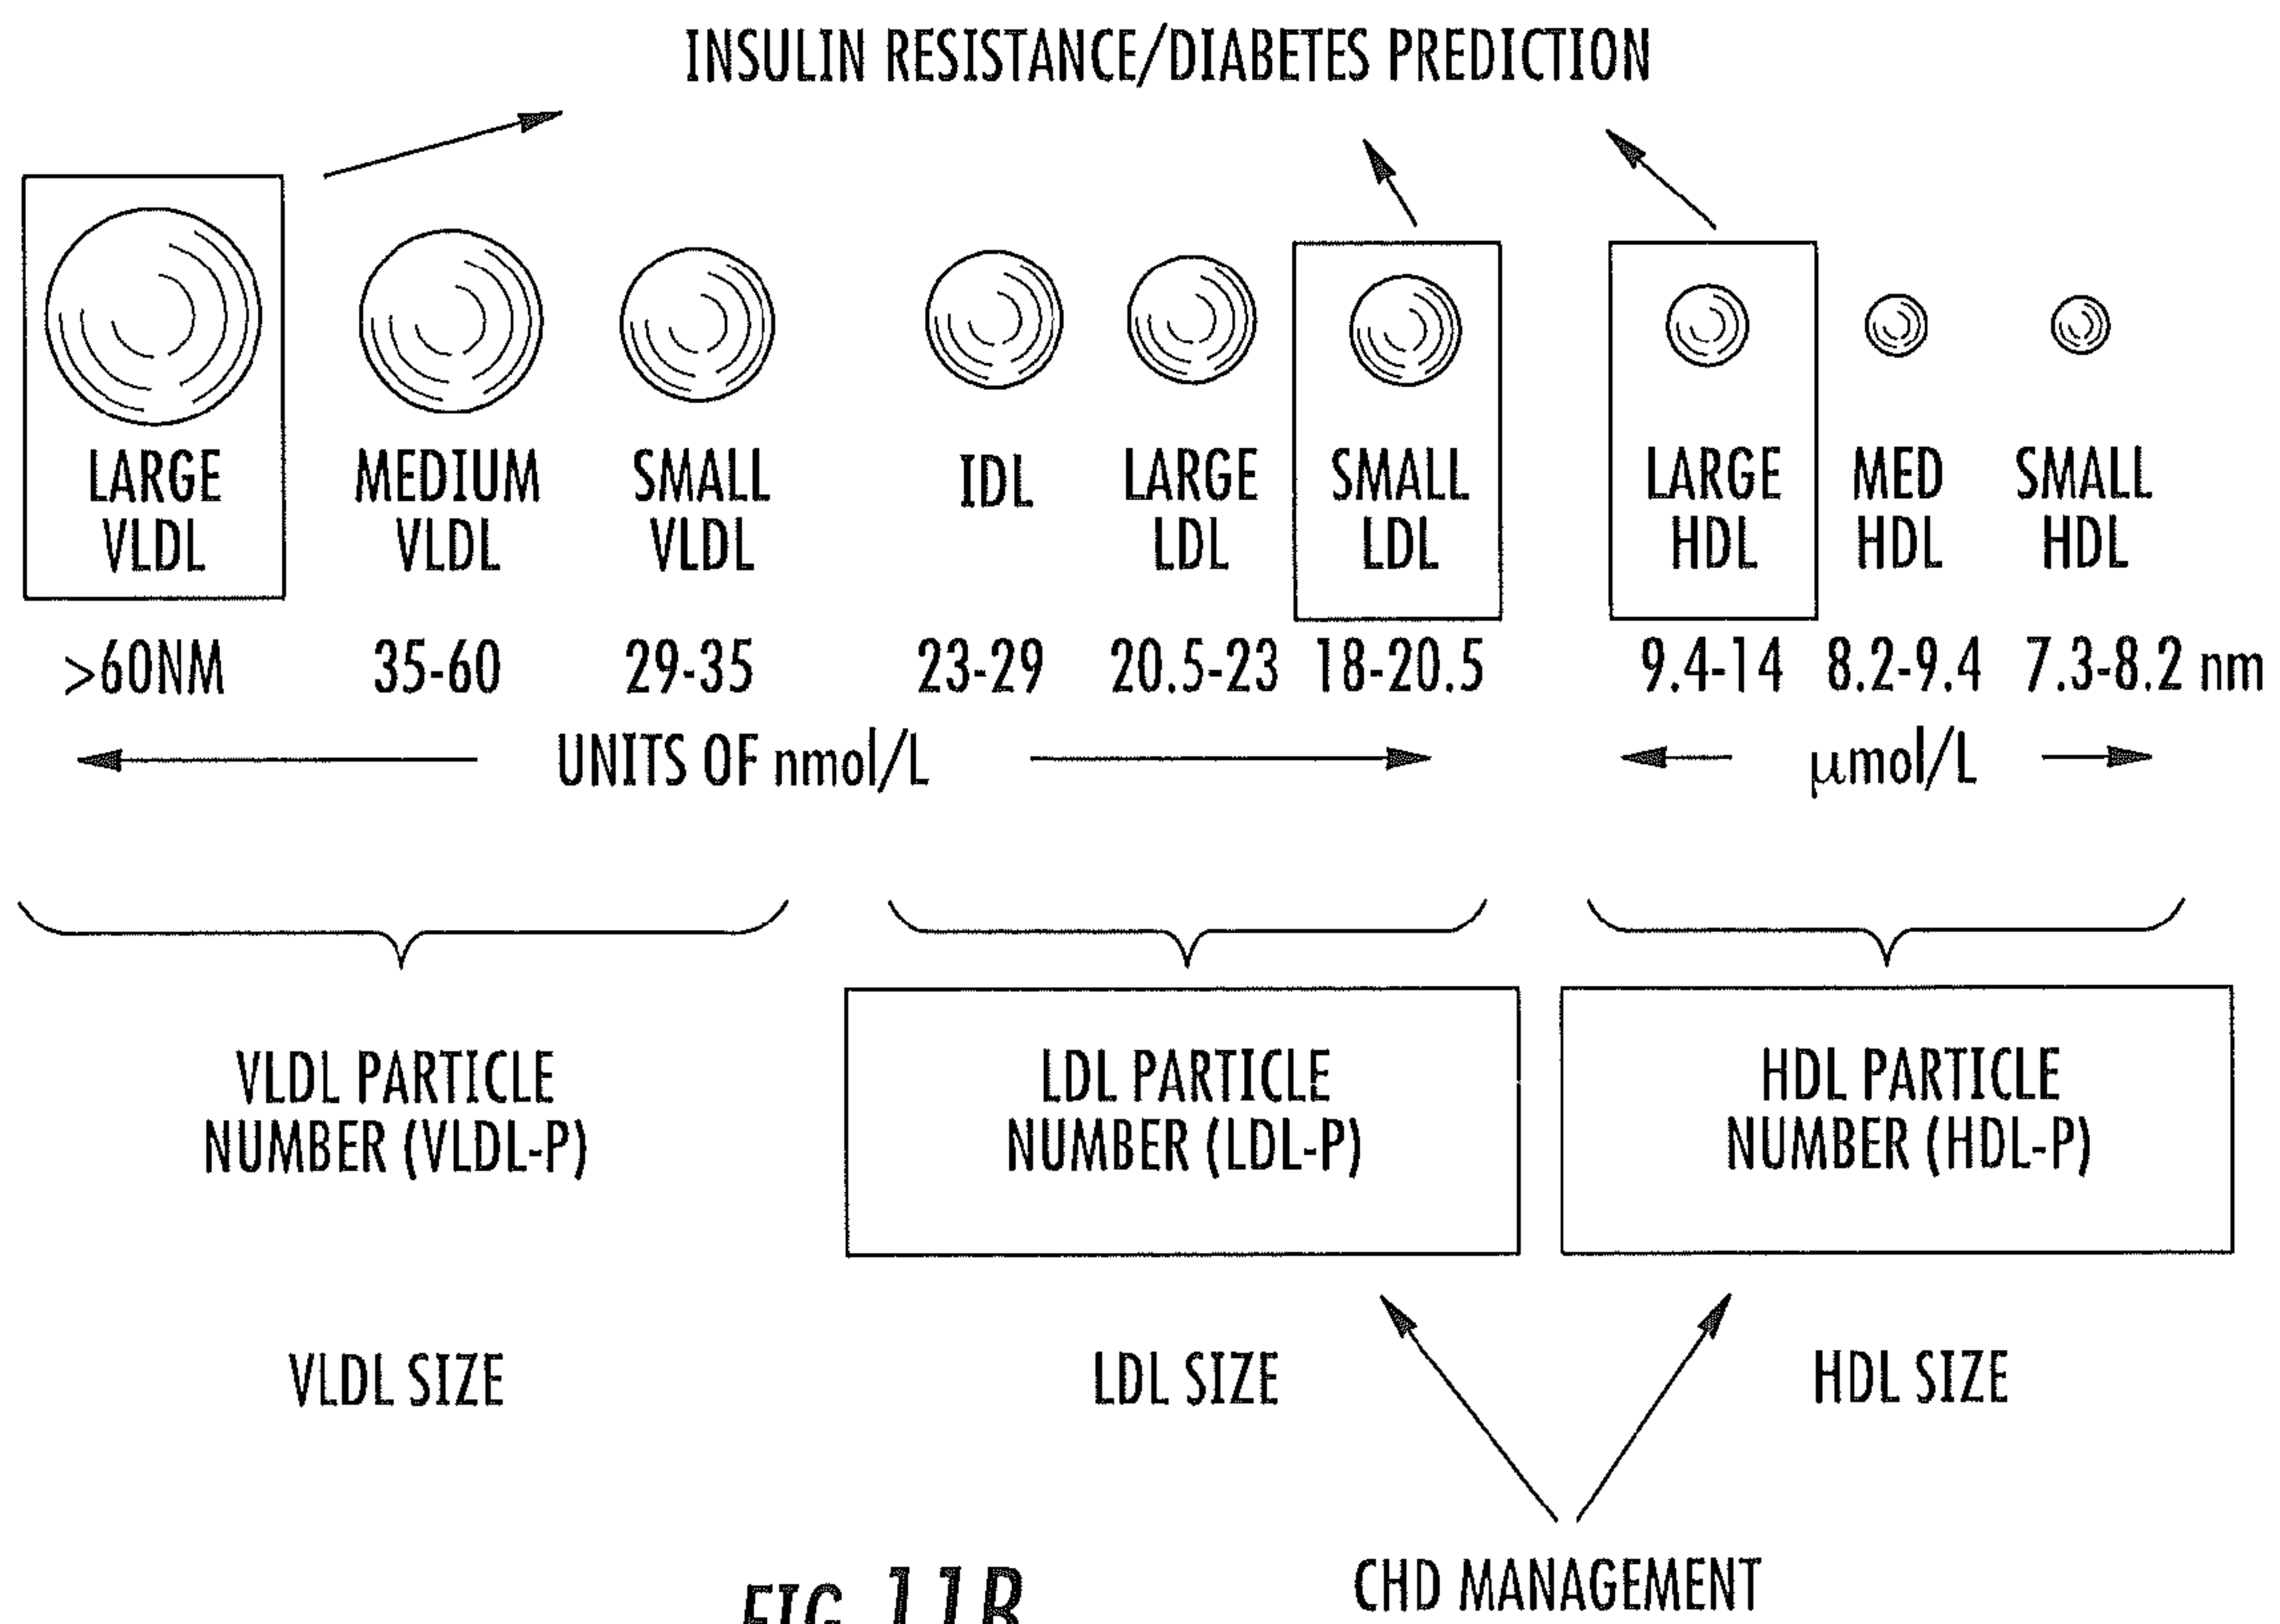 INSULIN RESISTANCE/DIABETES PREDICTION
LARGE VLDL
MEDIUM VLDL
SMALL VLDL
IDL
LARGE LDL
SMALL LDL
LARGE HDL
MED HDL
SMALL HDL
>60NM 35-60 29-35 23-29 20.5-23 18-20.5 9.4-14 8.2-9.4 7.3-8.2 nm
UNITS OF nmol/L μmol/L
VLDL PARTICLE
NUMBER (VLDL-P)
LDL PARTICLE
NUMBER (LDL-P)
HDL PARTICLE
NUMBER (HDL-P)
VLDL SIZE LDL SIZE HDL SIZE
CHD MANAGEMENT
FIG. 11B